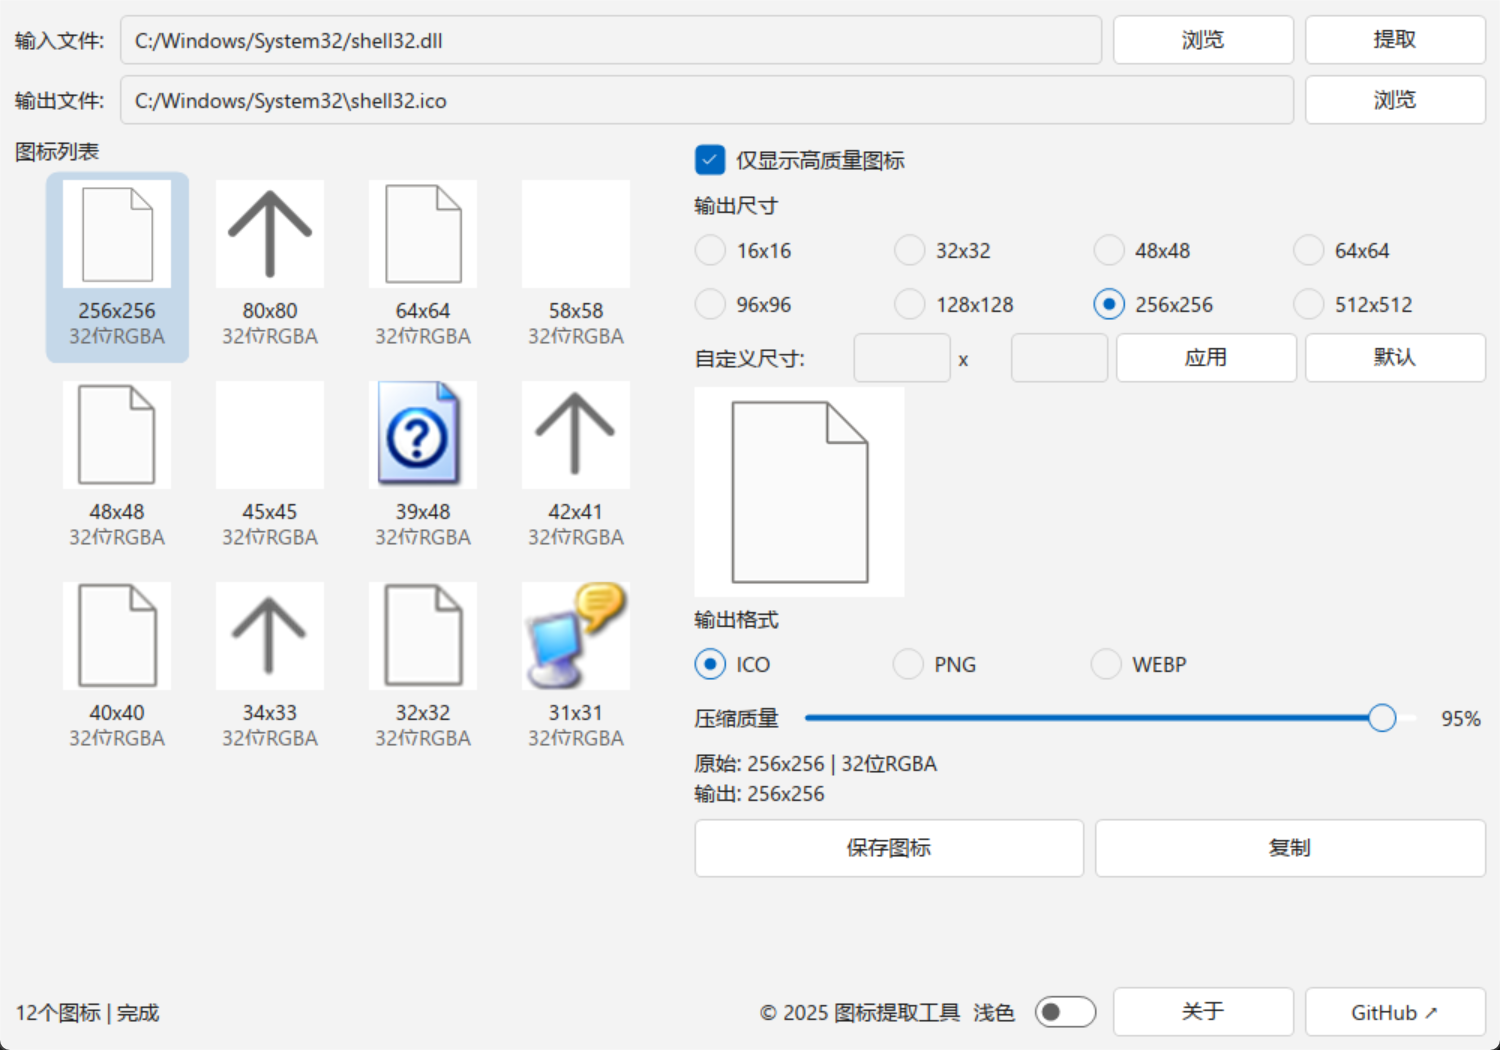 输入文件: C:/Windows/System32/shell32.dll 浏览 提取
输出文件: C:/Windows/System32\shell32.ico 浏览
图标列表
256x256 80x80 64x64 58x58
32位RGBA 32位RGBA 32位RGBA 32位RGBA
48x48 45x45 39x48 42x41
32位RGBA 32位RGBA 32位RGBA 32位RGBA
40x40 34x33 32x32 31x31
32位RGBA 32位RGBA 32位RGBA 32位RGBA
仅显示高质量图标
输出尺寸
16x16 32x32 48x48 64x64
96x96 128x128 256x256 512x512
自定义尺寸: x 应用 默认
输出格式
ICO PNG WEBP
压缩质量 95%
原始: 256x256 | 32位RGBA
输出: 256x256
保存图标 复制
12个图标 | 完成 © 2025 图标提取工具 浅色 关于 GitHub ↗